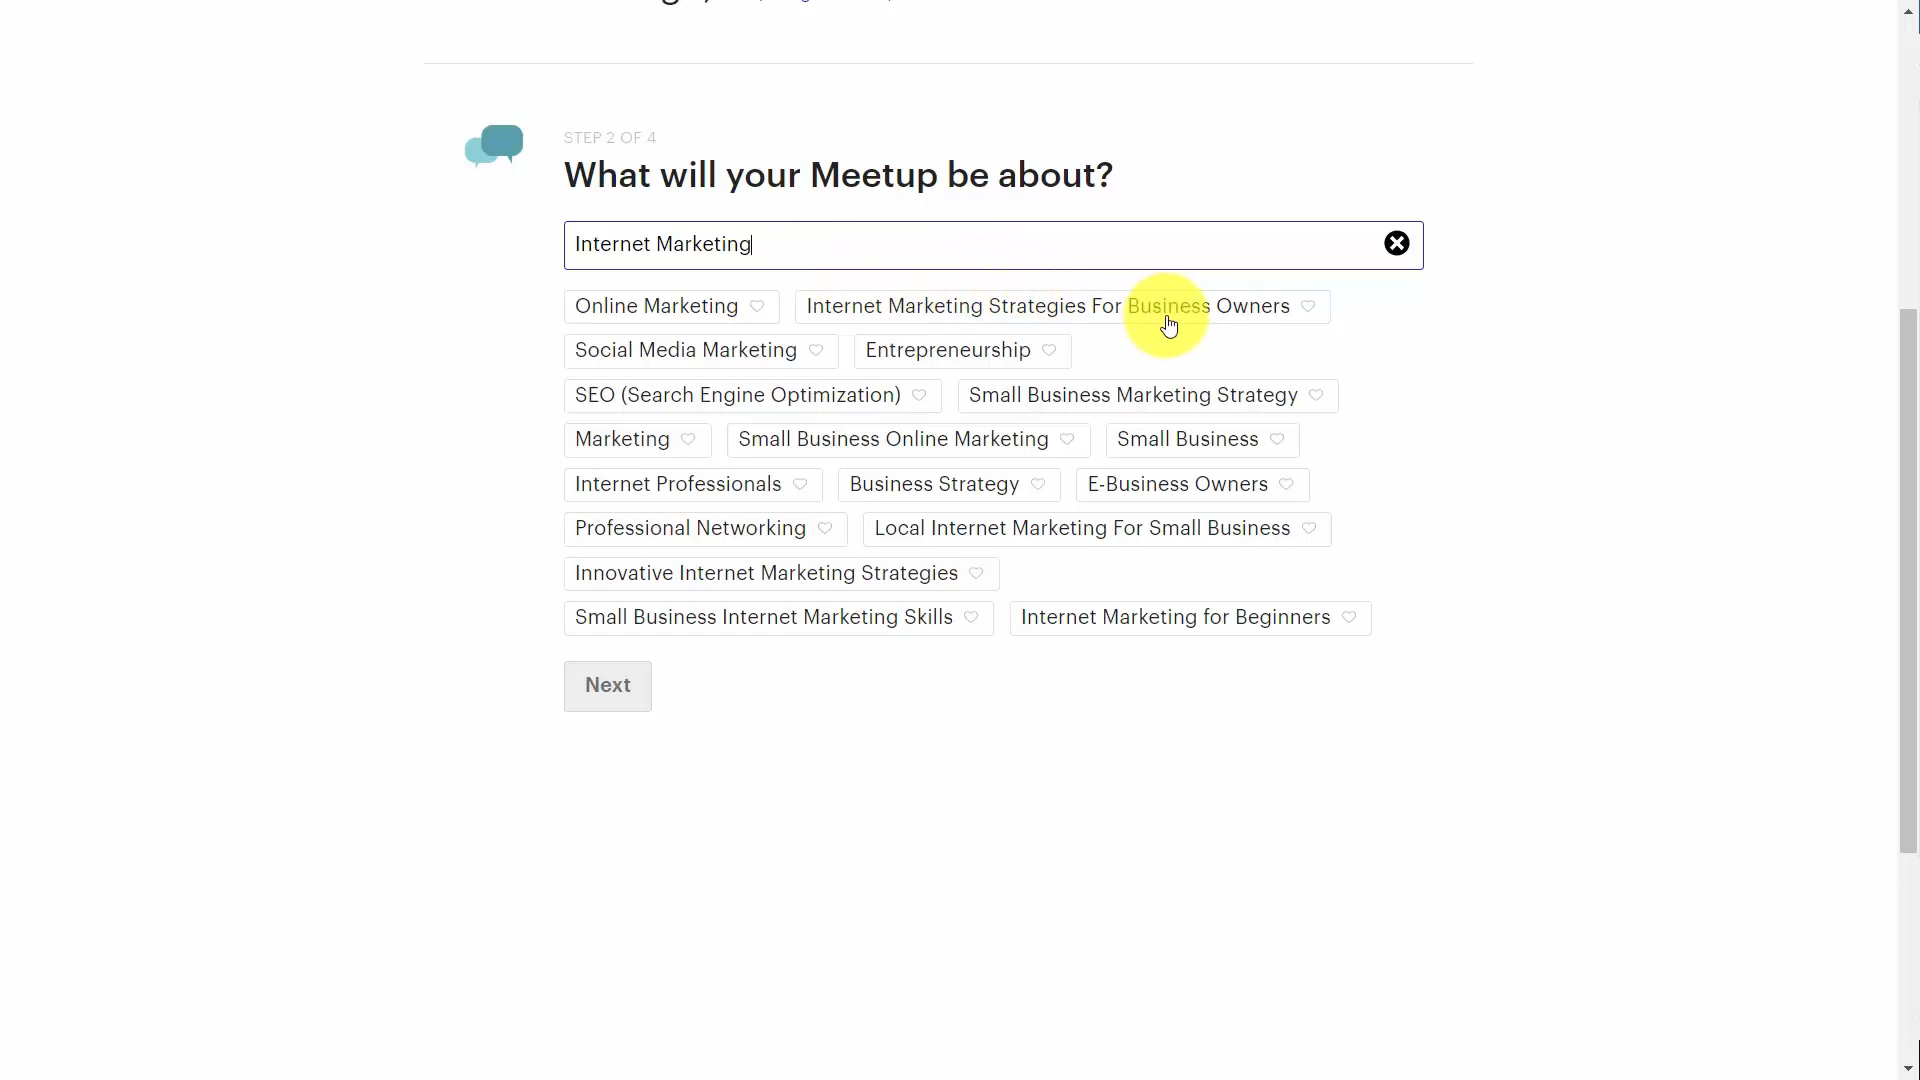 STEP 2 OF 4
What will your Meetup be about?
Internet Marketing
Online Marketing Internet Marketing Strategies For Business Owners
Social Media Marketing Entrepreneurship
SEO (Search Engine Optimization) Small Business Marketing Strategy
Marketing Small Business Online Marketing Small Business
Internet Professionals Business Strategy E-Business Owners
Professional Networking Local Internet Marketing For Small Business
Innovative Internet Marketing Strategies
Small Business Internet Marketing Skills Internet Marketing for Beginners
Next